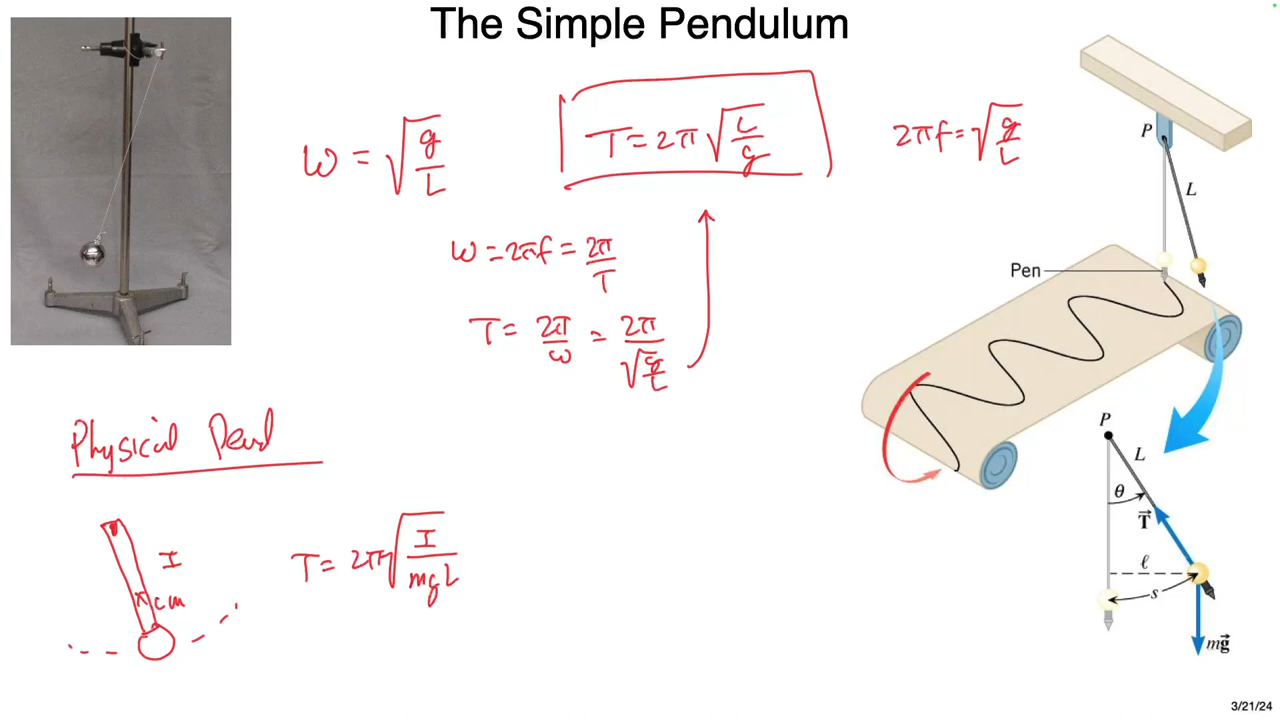 The Simple Pendulum
ω = √(g/L)
T = 2π √(L/g)
2πf = √(g/L)
ω = 2πf = 2π/T
T = 2π/ω = 2π/√(g/L)
P
L
Pen
Physical Pend
I
cm
T = 2π √(I/mgL)
P
L
θ
T⃗
ℓ
s
mg⃗
3/21/24